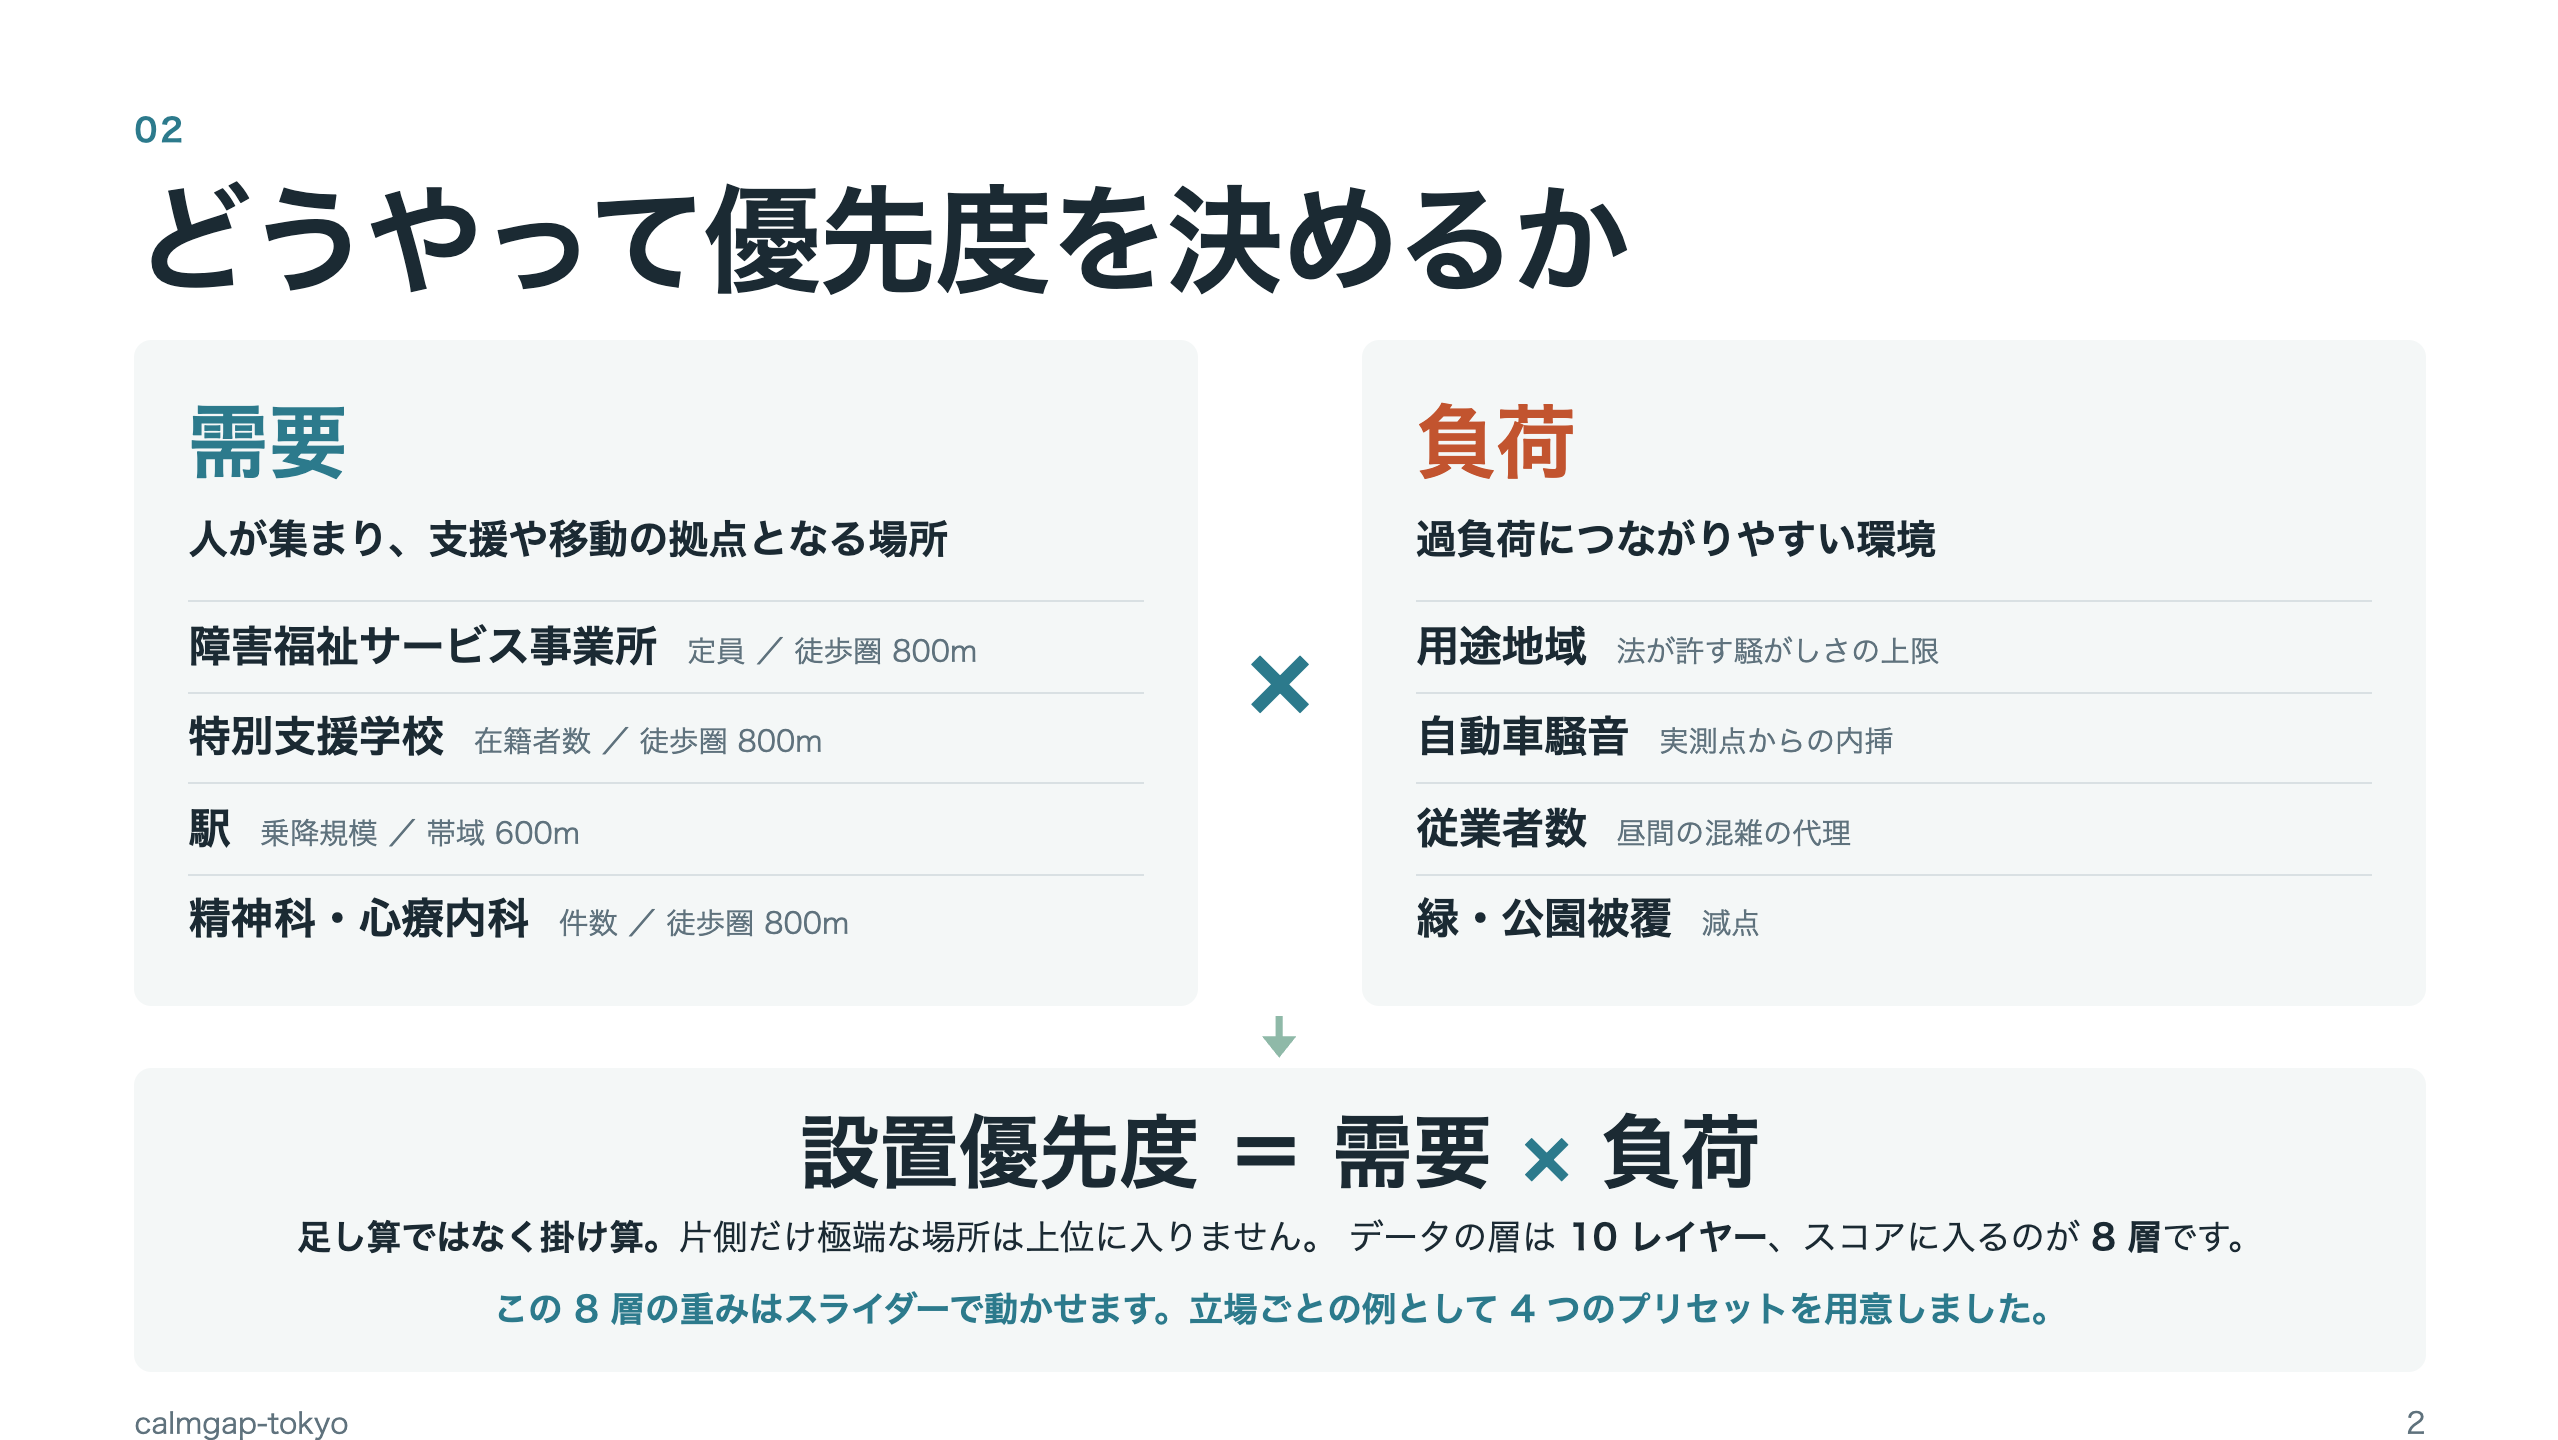 02
どうやって優先度を決めるか
需要
人が集まり、支援や移動の拠点となる場所
障害福祉サービス事業所 定員 ／ 徒歩圏 800m
特別支援学校 在籍者数 ／ 徒歩圏 800m
駅 乗降規模 ／ 帯域 600m
精神科・心療内科 件数 ／ 徒歩圏 800m
×
負荷
過負荷につながりやすい環境
用途地域 法が許す騒がしさの上限
自動車騒音 実測点からの内挿
従業者数 昼間の混雑の代理
緑・公園被覆 減点
設置優先度 ＝ 需要 × 負荷
足し算ではなく掛け算。片側だけ極端な場所は上位に入りません。 データの層は 10 レイヤー、スコアに入るのが 8 層です。
この 8 層の重みはスライダーで動かせます。立場ごとの例として 4 つのプリセットを用意しました。
calmgap-tokyo
2